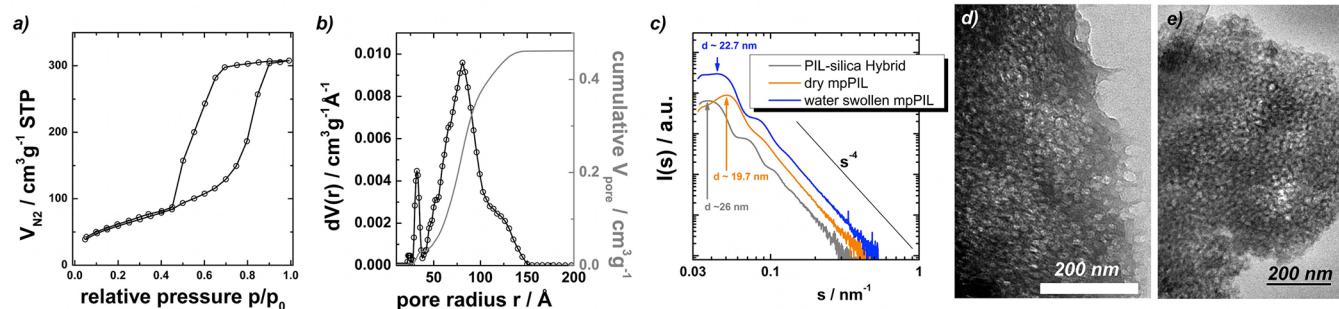 a)
300
200
100
0
0.0 0.2 0.4 0.6 0.8 1.0
V_N2 / cm³g⁻¹ STP
relative pressure p/p₀
b)
0.010
0.008
0.006
0.004
0.002
0.000
50 100 150 200
dV(r) / cm³g⁻¹Å⁻¹
pore radius r / Å
0.4
0.2
0.0
cumulative V_pore / cm³g⁻¹
c)
d ~ 22.7 nm
PIL-silica Hybrid
dry mpPIL
water swollen mpPIL
s⁻⁴
d ~ 19.7 nm
d ~26 nm
I(s) / a.u.
0.03 0.1 1
s / nm⁻¹
d)
200 nm
e)
200 nm